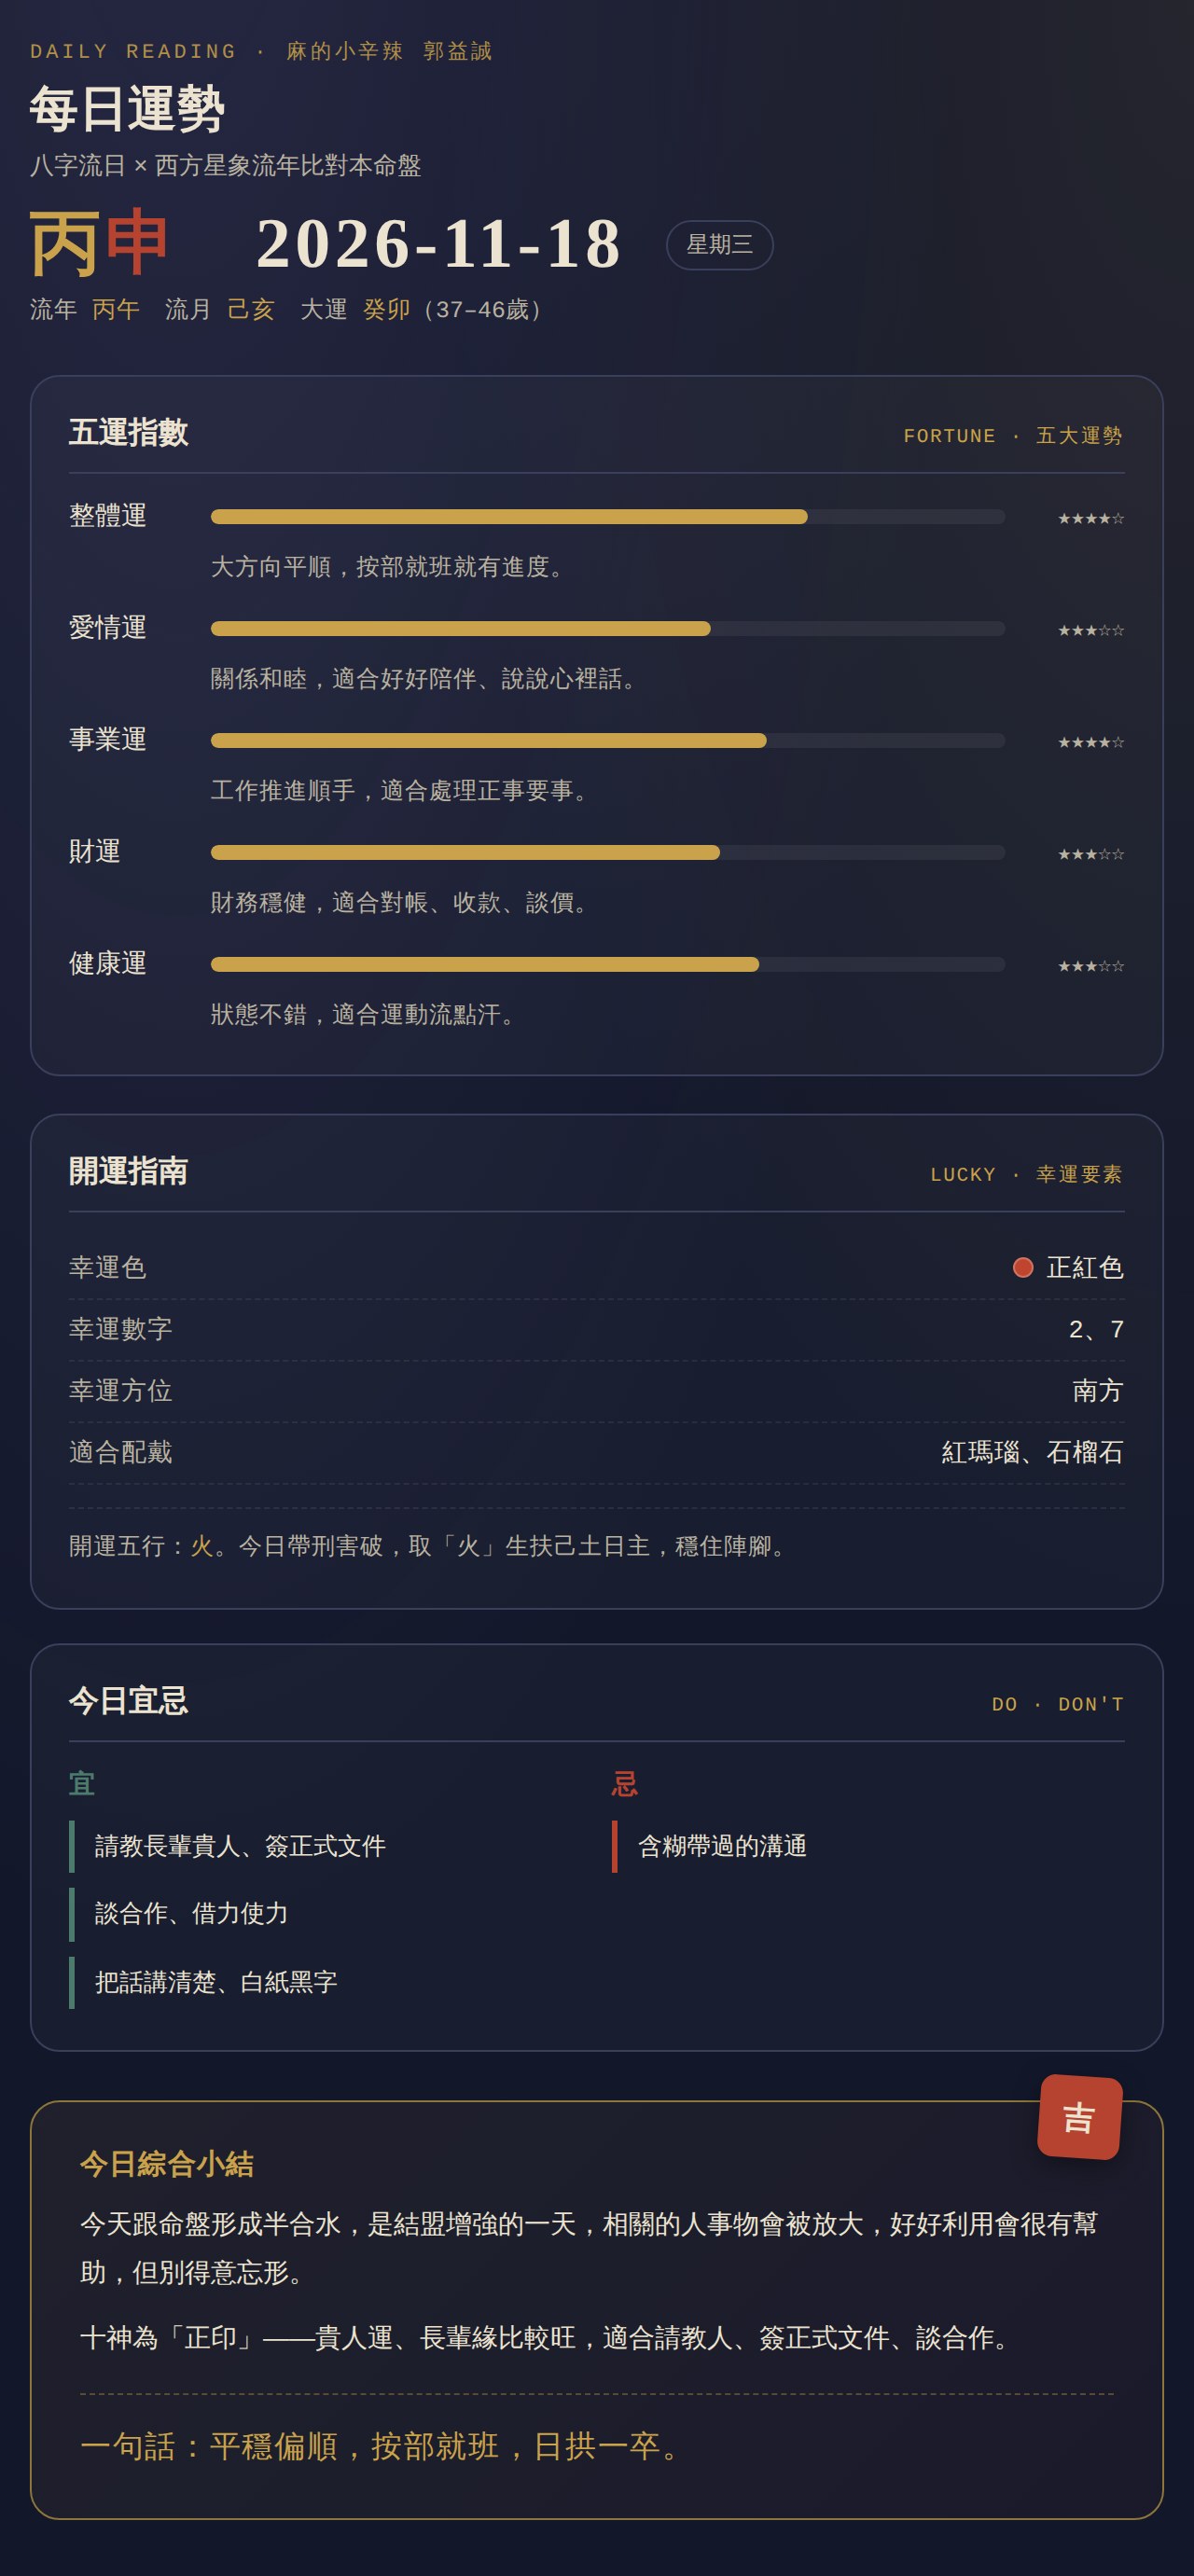 DAILY READING · 麻的小辛辣 郭益誠
每日運勢
八字流日 × 西方星象流年比對本命盤
丙申 2026-11-18 星期三
流年 丙午 流月 己亥 大運 癸卯（37–46歲）
五運指數 FORTUNE · 五大運勢
整體運 ★★★★☆
大方向平順，按部就班就有進度。
愛情運 ★★★☆☆
關係和睦，適合好好陪伴、說說心裡話。
事業運 ★★★★☆
工作推進順手，適合處理正事要事。
財運 ★★★☆☆
財務穩健，適合對帳、收款、談價。
健康運 ★★★☆☆
狀態不錯，適合運動流點汗。
開運指南 LUCKY · 幸運要素
幸運色 正紅色
幸運數字 2、7
幸運方位 南方
適合配戴 紅瑪瑙、石榴石
開運五行：火。今日帶刑害破，取「火」生扶己土日主，穩住陣腳。
今日宜忌 DO · DON'T
宜 忌
請教長輩貴人、簽正式文件 含糊帶過的溝通
談合作、借力使力
把話講清楚、白紙黑字
吉
今日綜合小結
今天跟命盤形成半合水，是結盟增強的一天，相關的人事物會被放大，好好利用會很有幫
助，但別得意忘形。
十神為「正印」——貴人運、長輩緣比較旺，適合請教人、簽正式文件、談合作。
一句話：平穩偏順，按部就班，日拱一卒。